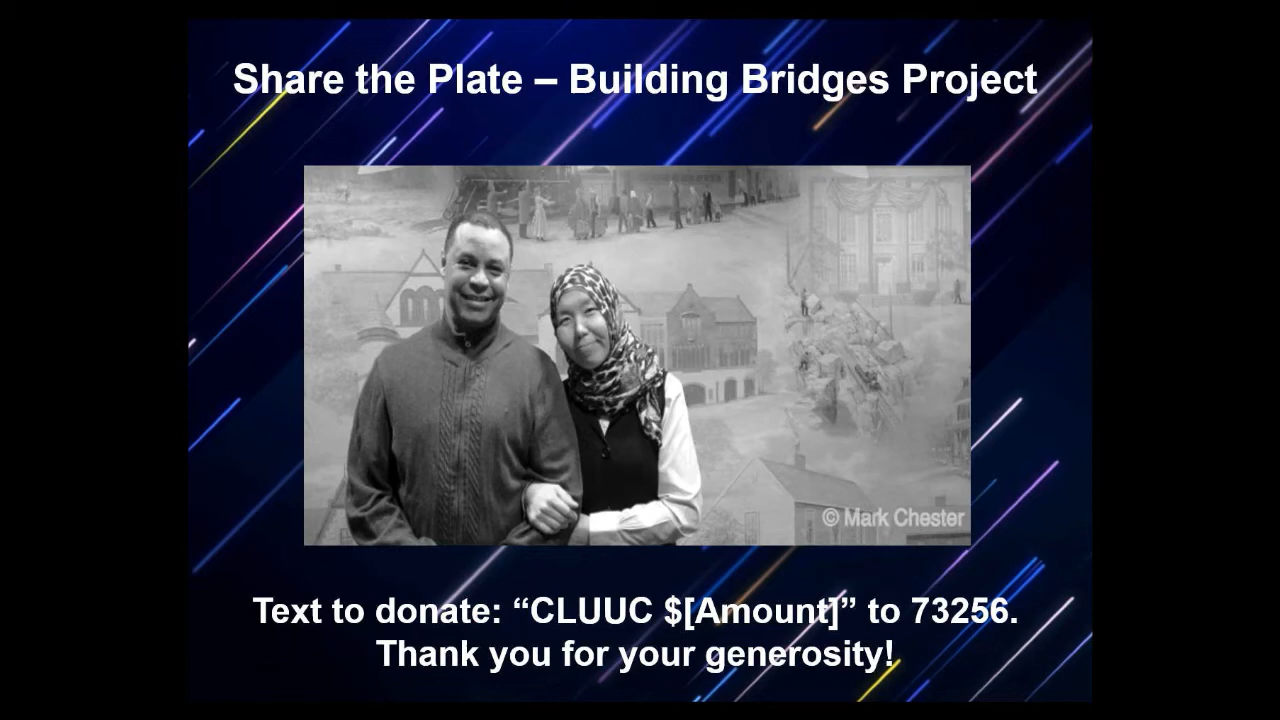 Share the Plate – Building Bridges Project
© Mark Chester
Text to donate: “CLUUC $[Amount]” to 73256.
Thank you for your generosity!